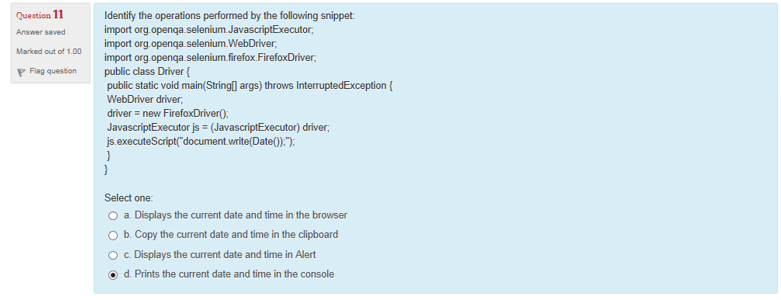 Question 11
Answer saved
Marked out of 1.00
Flag question
Identify the operations performed by the following snippet:
import org.openqa.selenium.JavascriptExecutor;
import org.openqa.selenium.WebDriver;
import org.openqa.selenium.firefox.FirefoxDriver;
public class Driver {
public static void main(String[] args) throws InterruptedException {
WebDriver driver;
driver = new FirefoxDriver();
JavascriptExecutor js = (JavascriptExecutor) driver;
js.executeScript("document.write(Date());");
}
}
Select one:
a. Displays the current date and time in the browser
b. Copy the current date and time in the clipboard
c. Displays the current date and time in Alert
d. Prints the current date and time in the console